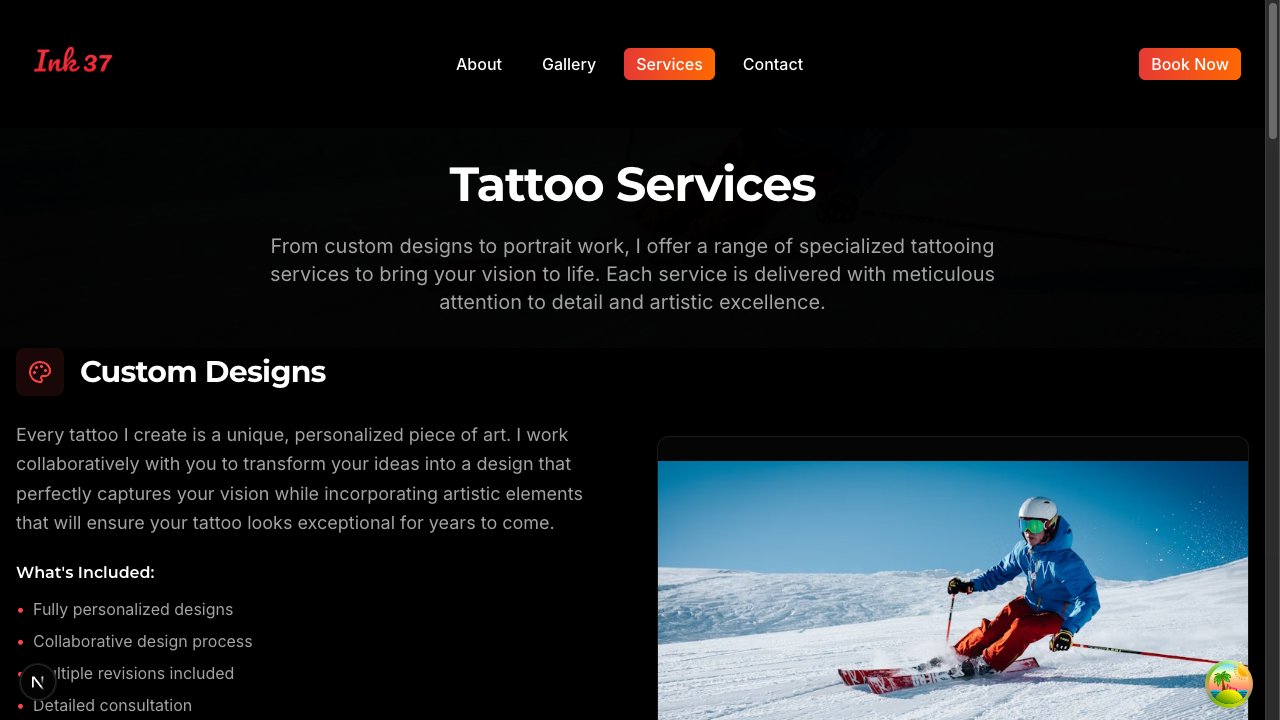 Ink 37
About
Gallery
Services
Contact
Book Now
Tattoo Services
From custom designs to portrait work, I offer a range of specialized tattooing
services to bring your vision to life. Each service is delivered with meticulous
attention to detail and artistic excellence.
Custom Designs
Every tattoo I create is a unique, personalized piece of art. I work
collaboratively with you to transform your ideas into a design that
perfectly captures your vision while incorporating artistic elements
that will ensure your tattoo looks exceptional for years to come.
What's Included:
• Fully personalized designs
• Collaborative design process
• ultiple revisions included
• Detailed consultation
N